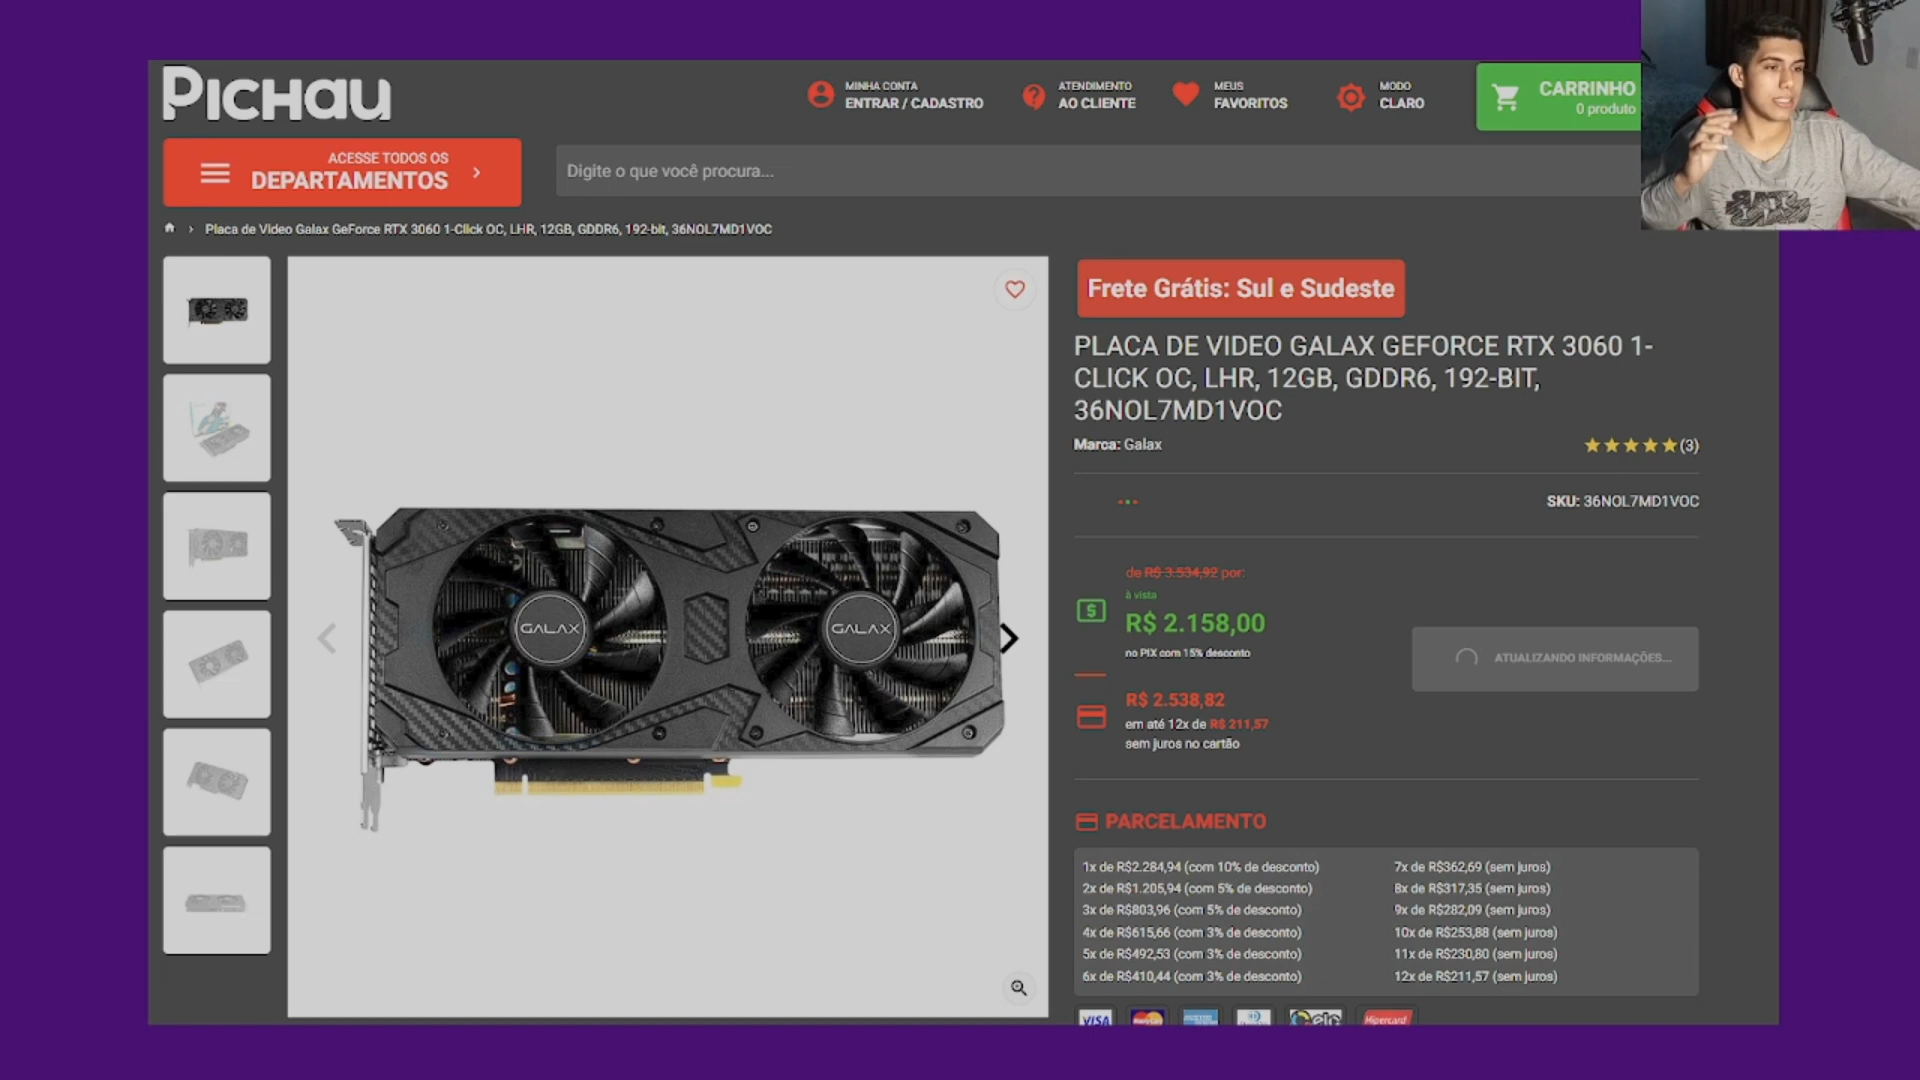 PICHAU
MINHA CONTA
ENTRAR / CADASTRO
ATENDIMENTO
AO CLIENTE
MEUS
FAVORITOS
MODO
CLARO
CARRINHO
0 produto
ACESSE TODOS OS
DEPARTAMENTOS
Digite o que você procura...
Placa de Video Galax GeForce RTX 3060 1-Click OC, LHR, 12GB, GDDR6, 192-bit, 36NOL7MD1VOC
Frete Grátis: Sul e Sudeste
PLACA DE VIDEO GALAX GEFORCE RTX 3060 1-
CLICK OC, LHR, 12GB, GDDR6, 192-BIT,
36NOL7MD1VOC
Marca: Galax
(3)
SKU: 36NOL7MD1VOC
GALAX
GALAX
de R$ 3.534,92 por:
à vista
R$ 2.158,00
no PIX com 15% desconto
ATUALIZANDO INFORMAÇÕES...
R$ 2.538,82
em até 12x de R$ 211,57
sem juros no cartão
PARCELAMENTO
1x de R$2.284,94 (com 10% de desconto)
2x de R$1.205,94 (com 5% de desconto)
3x de R$803,96 (com 5% de desconto)
4x de R$615,66 (com 3% de desconto)
5x de R$492,53 (com 3% de desconto)
6x de R$410,44 (com 3% de desconto)
7x de R$362,69 (sem juros)
8x de R$317,35 (sem juros)
9x de R$282,09 (sem juros)
10x de R$253,88 (sem juros)
11x de R$230,80 (sem juros)
12x de R$211,57 (sem juros)
VISA
elo
Hipercard